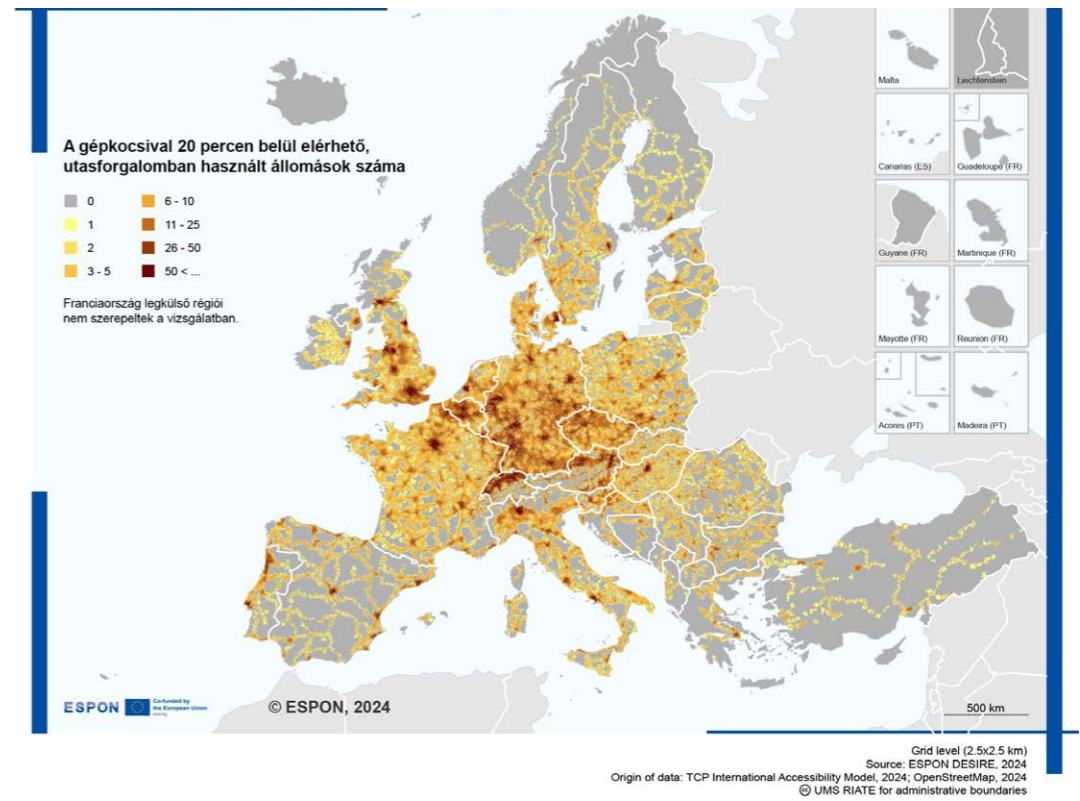 A gépkocsival 20 percen belül elérhető,
utasforgalomban használt állomások száma
0
1
2
3 - 5
6 - 10
11 - 25
26 - 50
50 < ...
Franciaország legkülső régiói
nem szerepeltek a vizsgálatban.
Malta
Liechtenstein
Canarias (ES)
Guadeloupe (FR)
Guyane (FR)
Martinique (FR)
Mayotte (FR)
Reunion (FR)
Acores (PT)
Madeira (PT)
ESPON
Co-funded by
the European Union
© ESPON, 2024
500 km
Grid level (2.5x2.5 km)
Source: ESPON DESIRE, 2024
Origin of data: TCP International Accessibility Model, 2024; OpenStreetMap, 2024
UMS RIATE for administrative boundaries